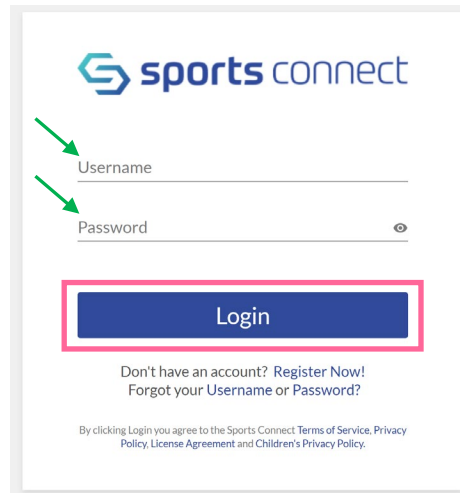 sports connect
Username
Password
Login
Don't have an account? Register Now!
Forgot your Username or Password?
By clicking Login you agree to the Sports Connect Terms of Service, Privacy
Policy, License Agreement and Children's Privacy Policy.